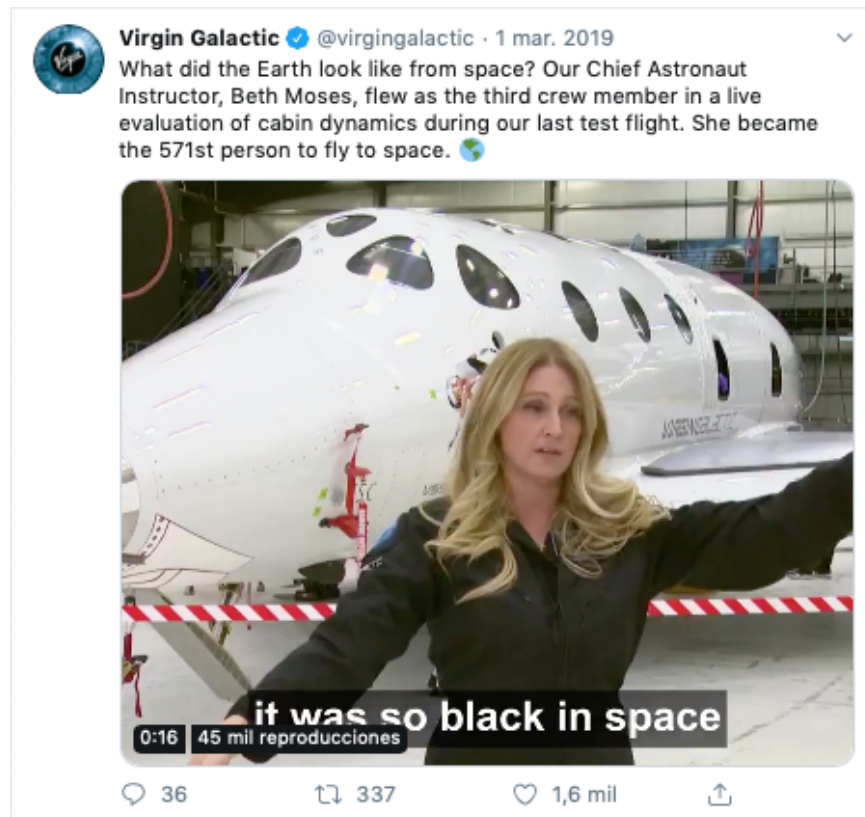 Virgin Galactic @virgingalactic · 1 mar. 2019
What did the Earth look like from space? Our Chief Astronaut
Instructor, Beth Moses, flew as the third crew member in a live
evaluation of cabin dynamics during our last test flight. She became
the 571st person to fly to space.
Virgin
VIRGIN GALACTIC
it was so black in space
0:16 45 mil reproducciones
36 337 1,6 mil